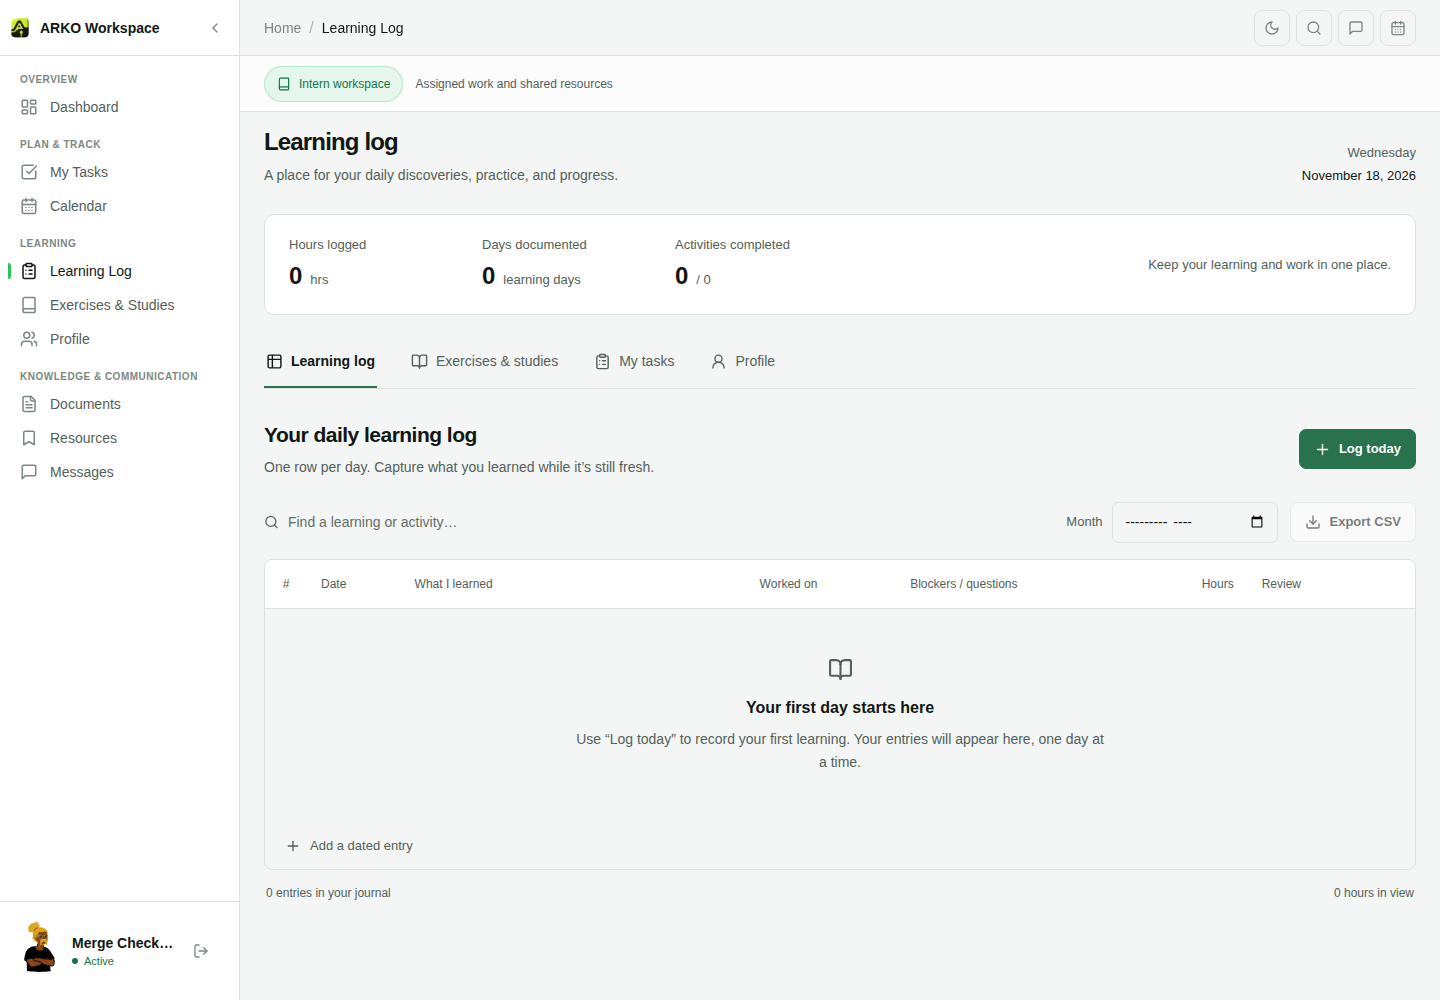 ARKO Workspace
OVERVIEW
Dashboard
PLAN & TRACK
My Tasks
Calendar
LEARNING
Learning Log
Exercises & Studies
Profile
KNOWLEDGE & COMMUNICATION
Documents
Resources
Messages
Merge Check…
Active
Home / Learning Log
Intern workspace
Assigned work and shared resources
Learning log
A place for your daily discoveries, practice, and progress.
Wednesday
November 18, 2026
Hours logged
0 hrs
Days documented
0 learning days
Activities completed
0 / 0
Keep your learning and work in one place.
Learning log
Exercises & studies
My tasks
Profile
Your daily learning log
One row per day. Capture what you learned while it’s still fresh.
Log today
Find a learning or activity…
Month
--------- ----
Export CSV
# Date What I learned Worked on Blockers / questions Hours Review
Your first day starts here
Use “Log today” to record your first learning. Your entries will appear here, one day at
a time.
Add a dated entry
0 entries in your journal
0 hours in view